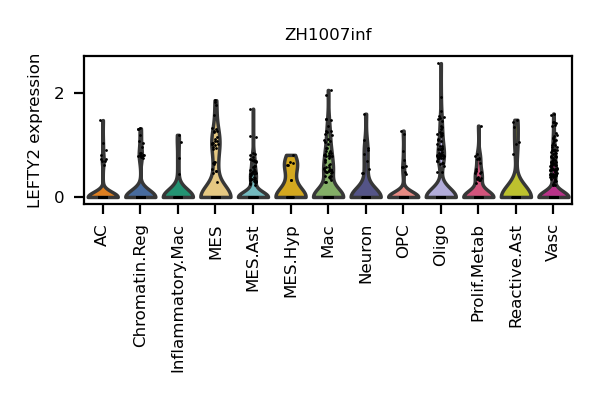 ZH1007inf
LEFTY2 expression
2
0
AC
Chromatin.Reg
Inflammatory.Mac
MES
MES.Ast
MES.Hyp
Mac
Neuron
OPC
Oligo
Prolif.Metab
Reactive.Ast
Vasc